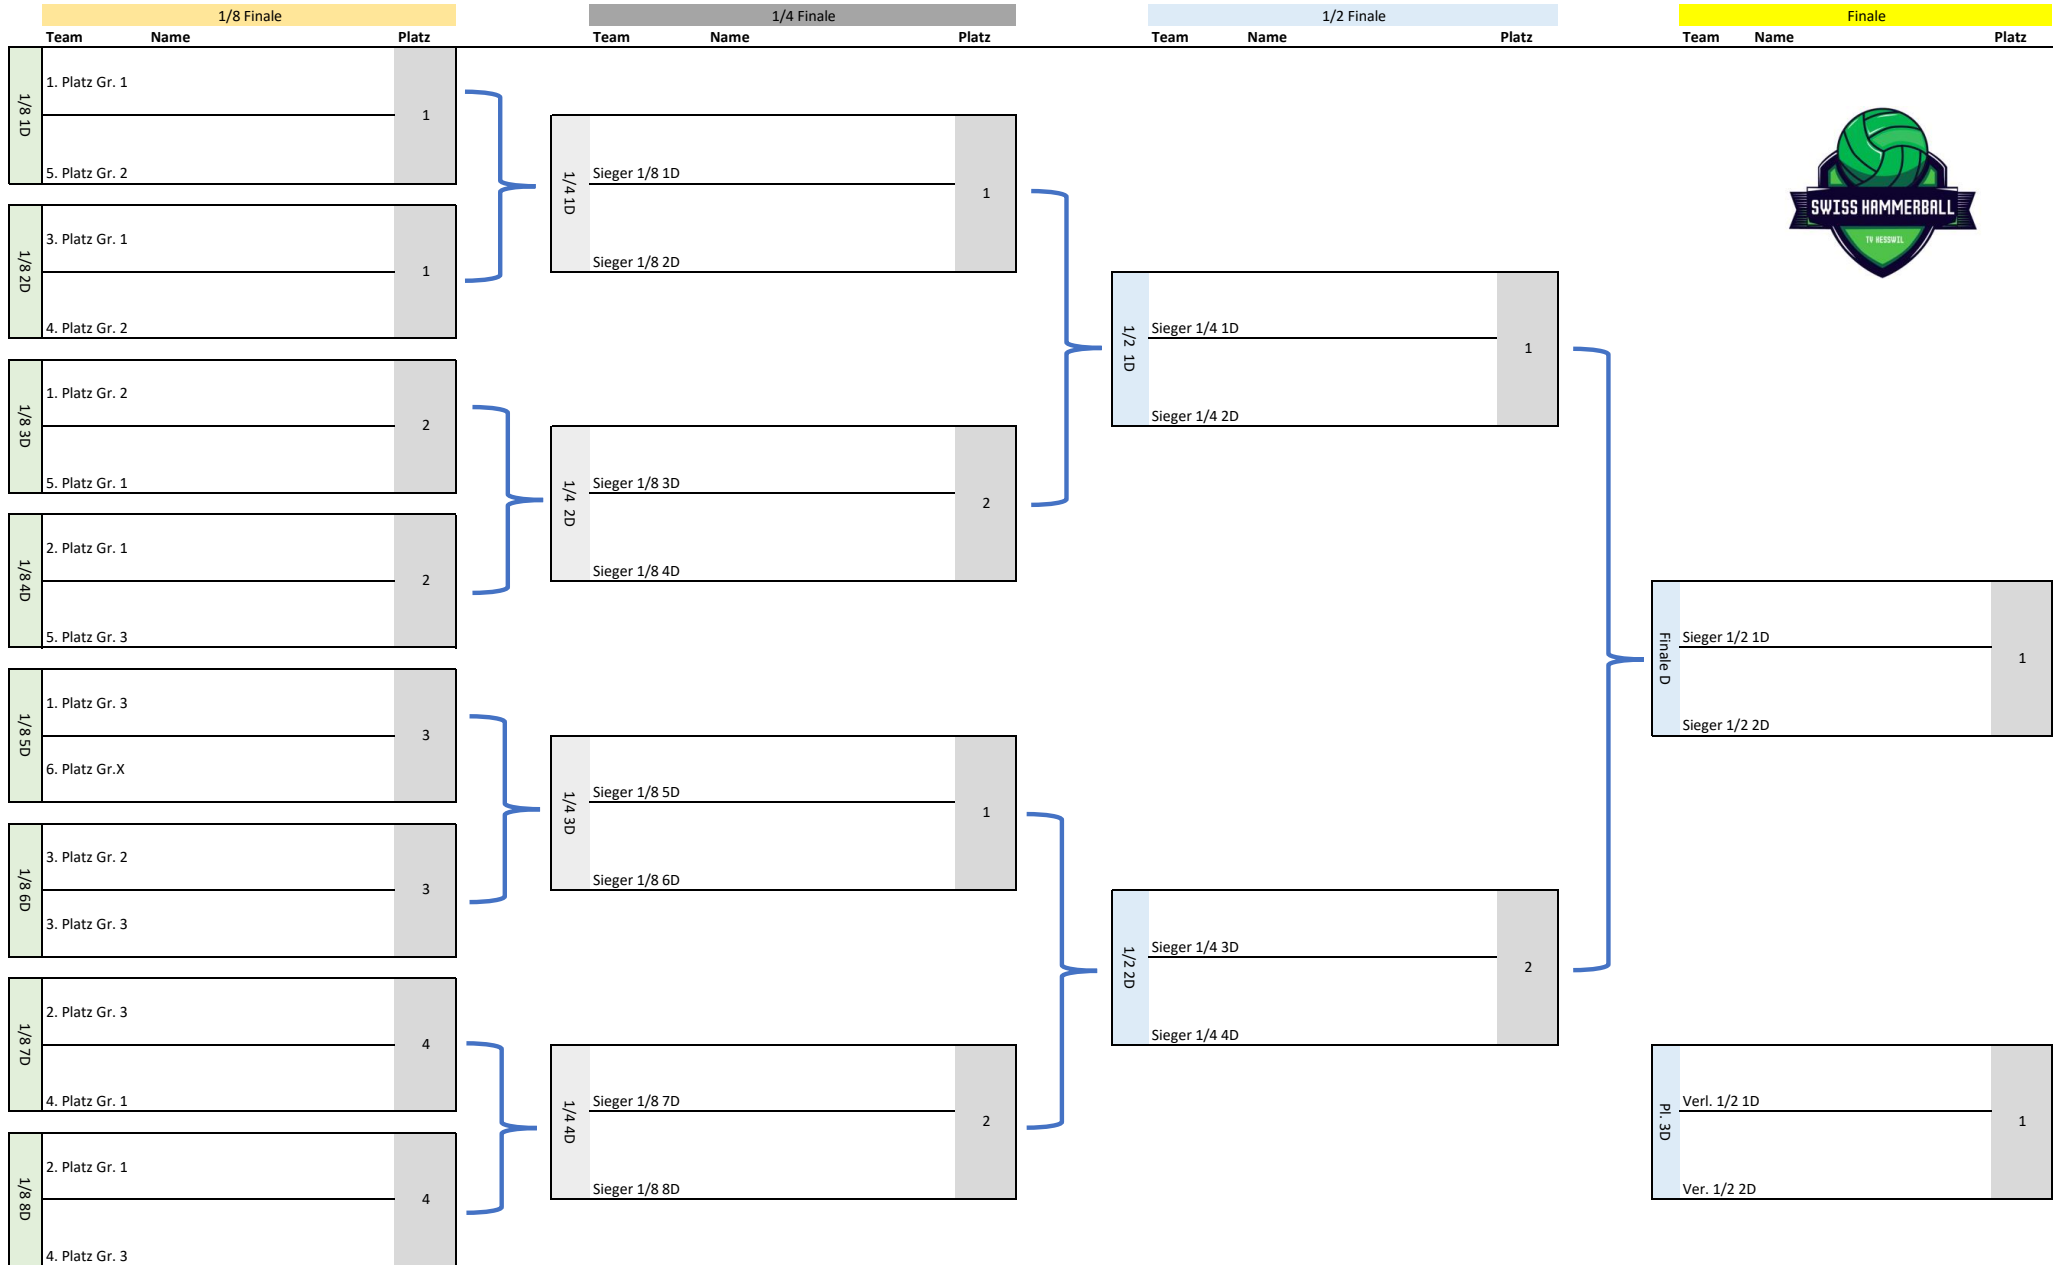 1/8 Finale
1/4 Finale
1/2 Finale
Finale
Team Name Platz
Team Name Platz
Team Name Platz
Team Name Platz
1/8 1D
1. Platz Gr. 1
1
5. Platz Gr. 2
1/8 2D
3. Platz Gr. 1
1
4. Platz Gr. 2
1/8 3D
1. Platz Gr. 2
2
5. Platz Gr. 1
1/8 4D
2. Platz Gr. 1
2
5. Platz Gr. 3
1/8 5D
1. Platz Gr. 3
3
6. Platz Gr.X
1/8 6D
3. Platz Gr. 2
3
3. Platz Gr. 3
1/8 7D
2. Platz Gr. 3
4
4. Platz Gr. 1
1/8 8D
2. Platz Gr. 1
4
4. Platz Gr. 3
1/4 1D
Sieger 1/8 1D
1
Sieger 1/8 2D
1/4 2D
Sieger 1/8 3D
2
Sieger 1/8 4D
1/4 3D
Sieger 1/8 5D
1
Sieger 1/8 6D
1/4 4D
Sieger 1/8 7D
2
Sieger 1/8 8D
1/2 1D
Sieger 1/4 1D
1
Sieger 1/4 2D
1/2 2D
Sieger 1/4 3D
2
Sieger 1/4 4D
SWISS HAMMERBALL
TV HESSWIL
Finale D
Sieger 1/2 1D
1
Sieger 1/2 2D
Pl. 3D
Verl. 1/2 1D
1
Ver. 1/2 2D